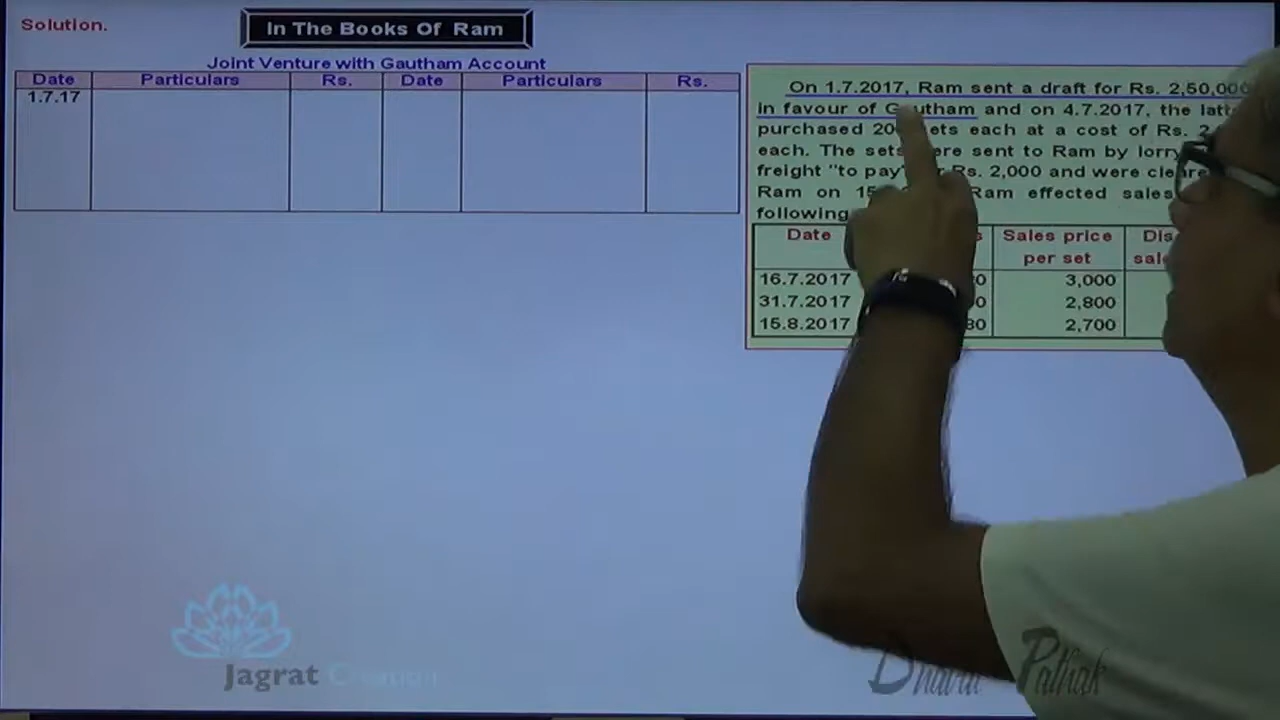 Solution.
In The Books Of Ram
Joint Venture with Gautham Account
Date Particulars Rs. Date Particulars Rs.
1.7.17
On 1.7.2017, Ram sent a draft for Rs. 2,50,000
in favour of Gautham and on 4.7.2017, the
purchased each at a cost of Rs.
each. The sets were sent to Ram by lorry
freight "to pay" Rs. 2,000 and were
Ram on Ram effected sales
following
Date Sales price
per set
16.7.2017 3,000
31.7.2017 2,800
15.8.2017 2,700
Jagrat Creation
Dhaval Pathak